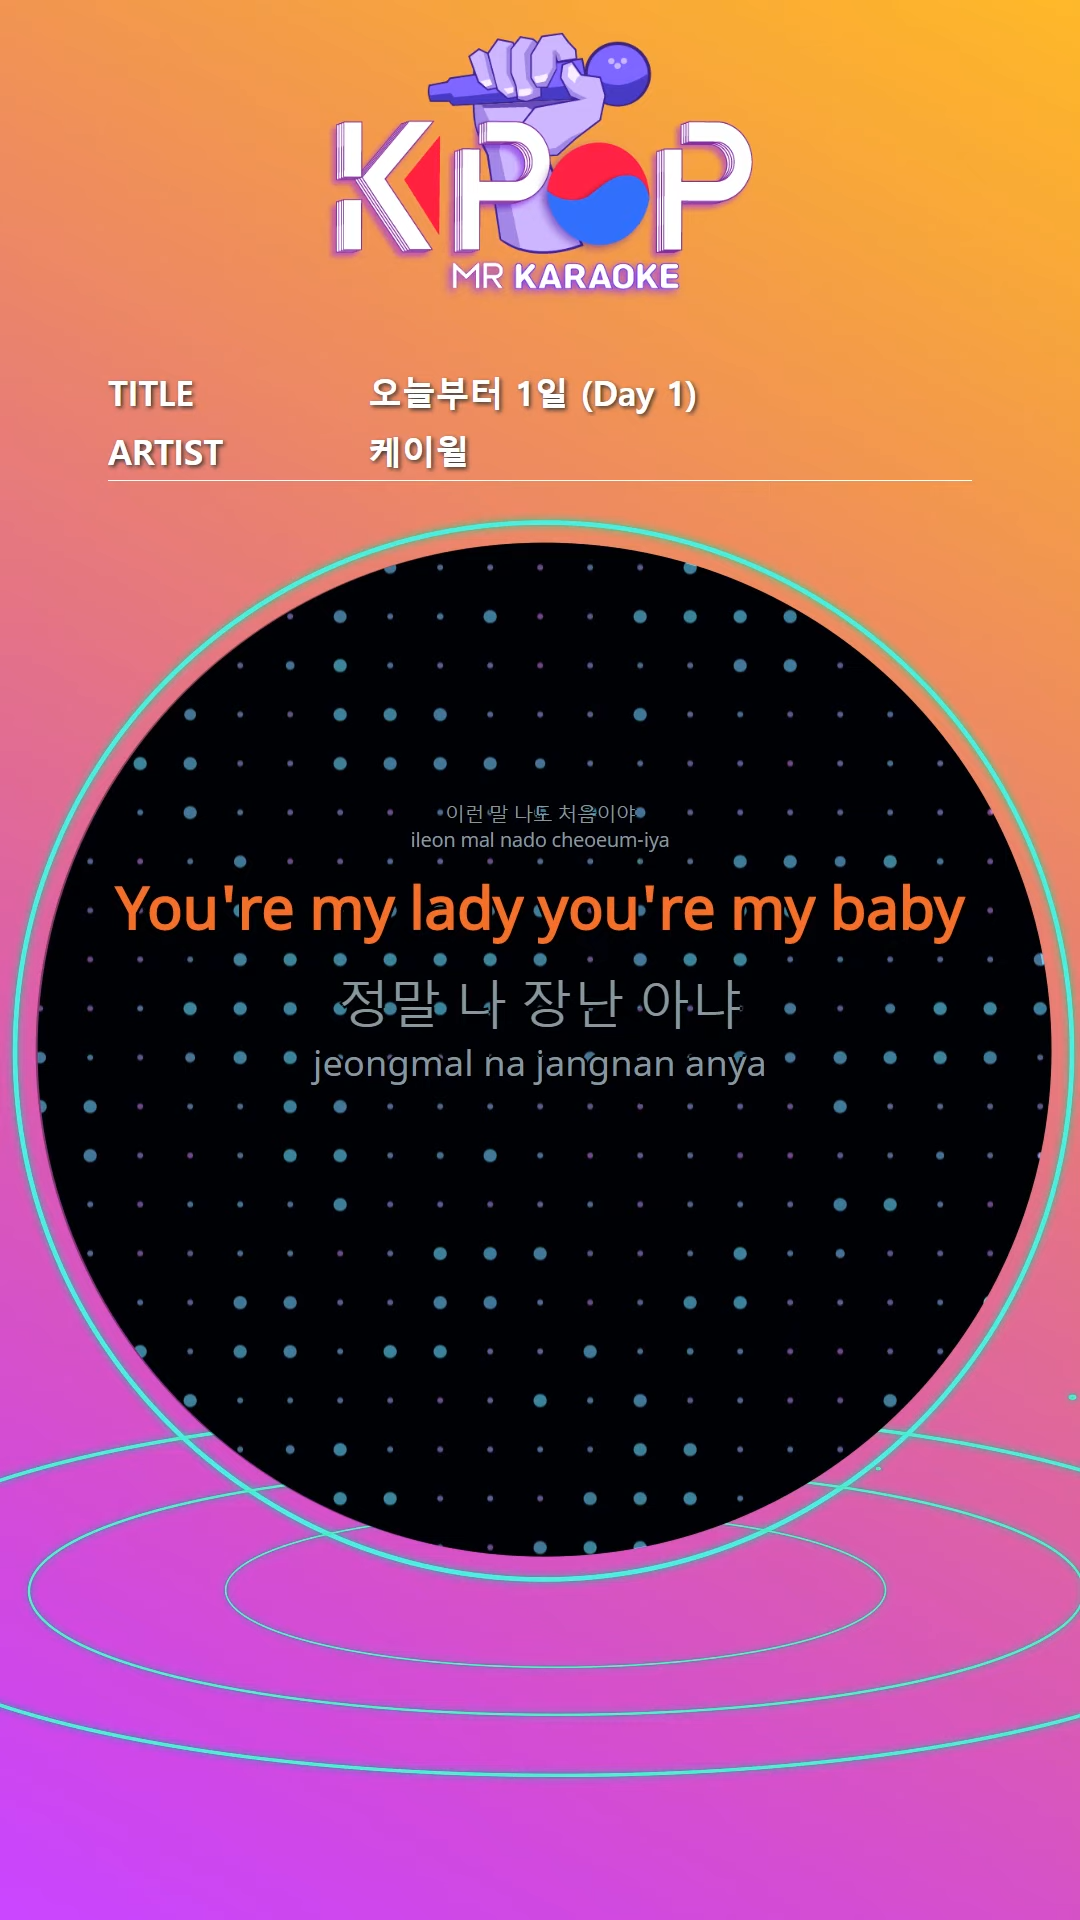 KPOP
MR KARAOKE
TITLE 오늘부터 1일 (Day 1)
ARTIST 케이윌
이런 말 나도 처음이야
ileon mal nado cheoeum-iya
You're my lady you're my baby
정말 나 장난 아냐
jeongmal na jangnan anya